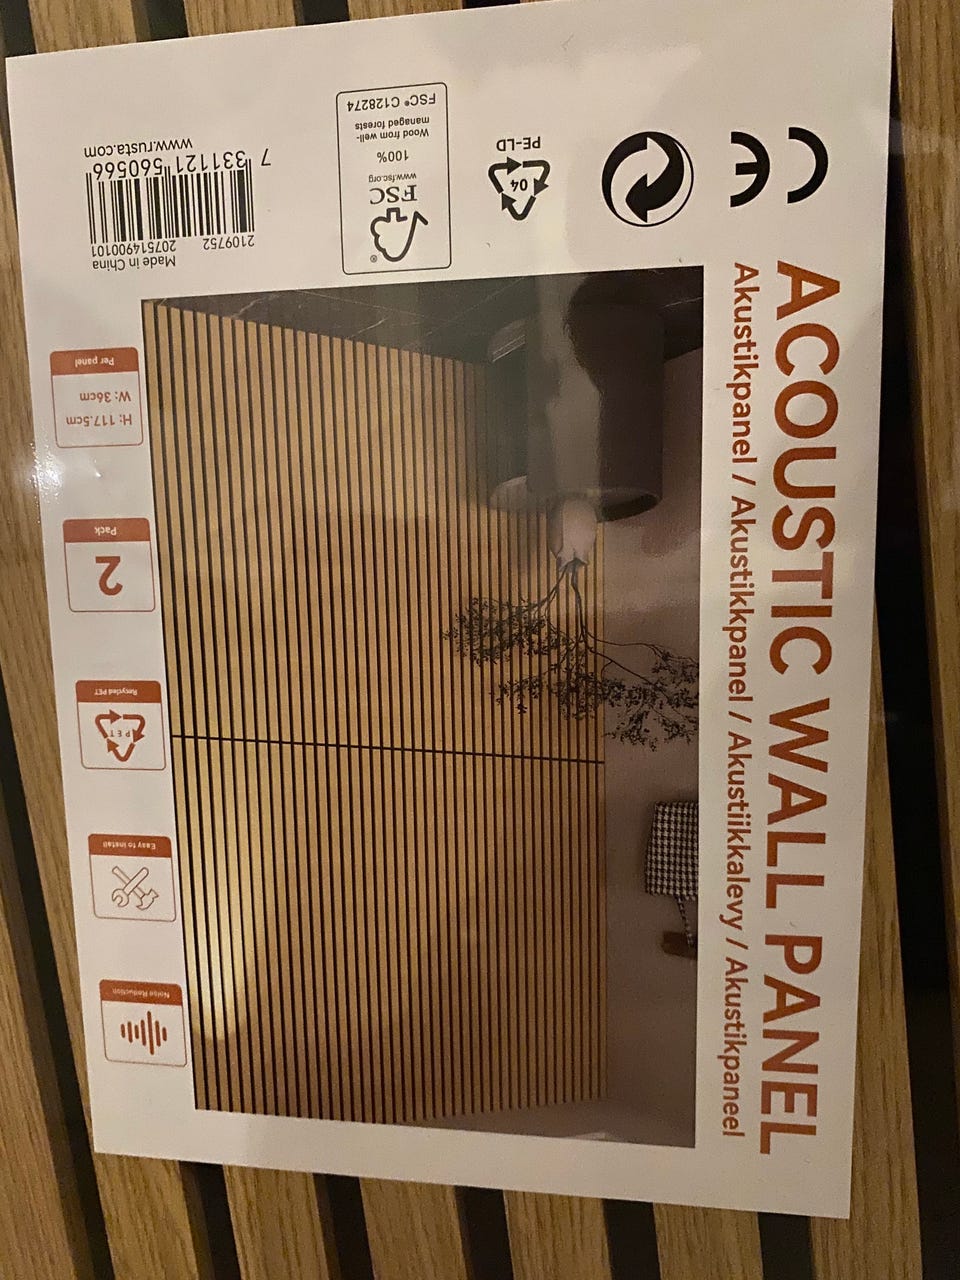 ACOUSTIC WALL PANEL
Akustikpanel / Akustikkpanel / Akustiikkalevy / Akustikpaneel
Noise Reduction
Easy to install
PET
Recycled PET
2
Pack
H: 117.5cm
W: 36cm
Per panel
CE
04
PE-LD
®
FSC
www.fsc.org
100%
Wood from well-
managed forests
FSC® C128274
Made in China
2109752 207514900101
7 331121 560566
www.rusta.com